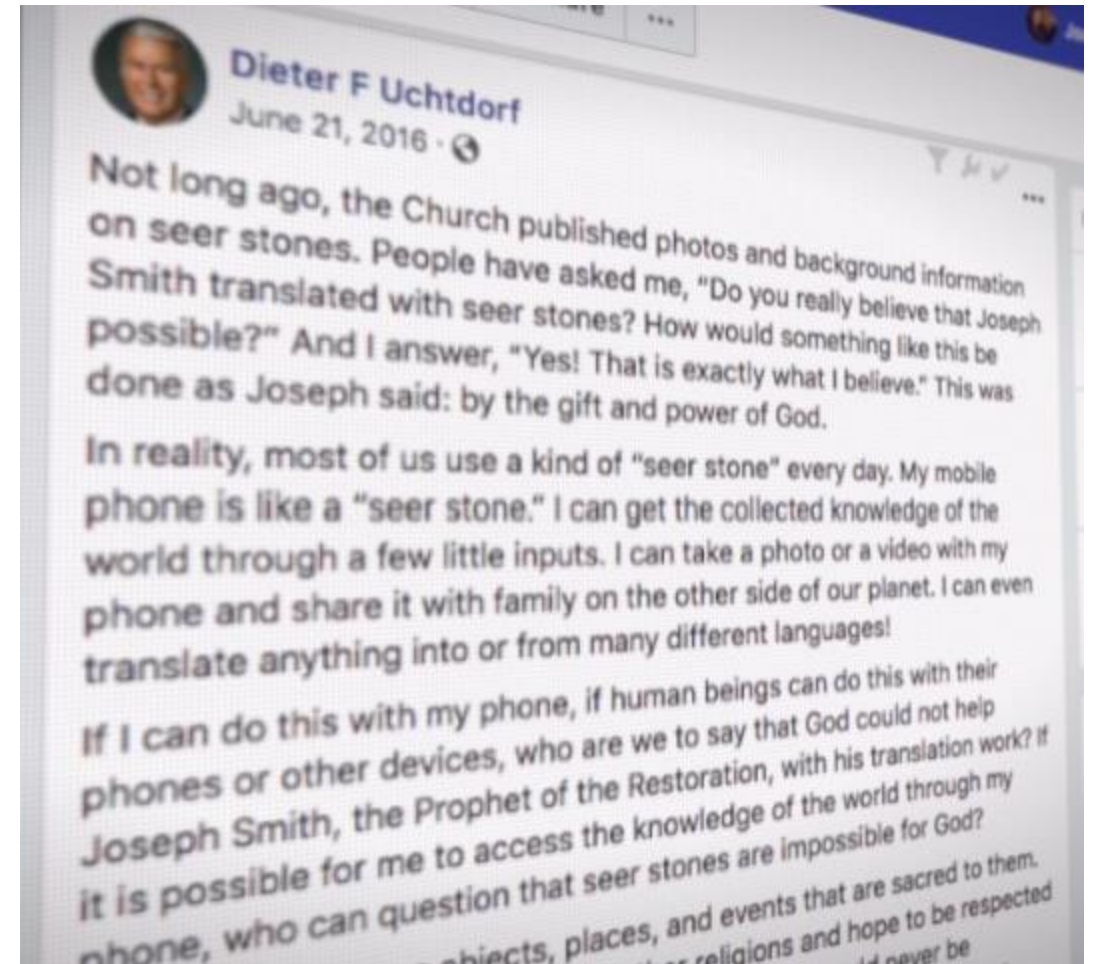 ...
Dieter F Uchtdorf
June 21, 2016 ·
...
Not long ago, the Church published photos and background information
on seer stones. People have asked me, "Do you really believe that Joseph
Smith translated with seer stones? How would something like this be
possible?" And I answer, "Yes! That is exactly what I believe." This was
done as Joseph said: by the gift and power of God.
In reality, most of us use a kind of "seer stone" every day. My mobile
phone is like a "seer stone." I can get the collected knowledge of the
world through a few little inputs. I can take a photo or a video with my
phone and share it with family on the other side of our planet. I can even
translate anything into or from many different languages!
If I can do this with my phone, if human beings can do this with their
phones or other devices, who are we to say that God could not help
Joseph Smith, the Prophet of the Restoration, with his translation work? If
it is possible for me to access the knowledge of the world through my
phone, who can question that seer stones are impossible for God?
objects, places, and events that are sacred to them.
religions and hope to be respected
never be